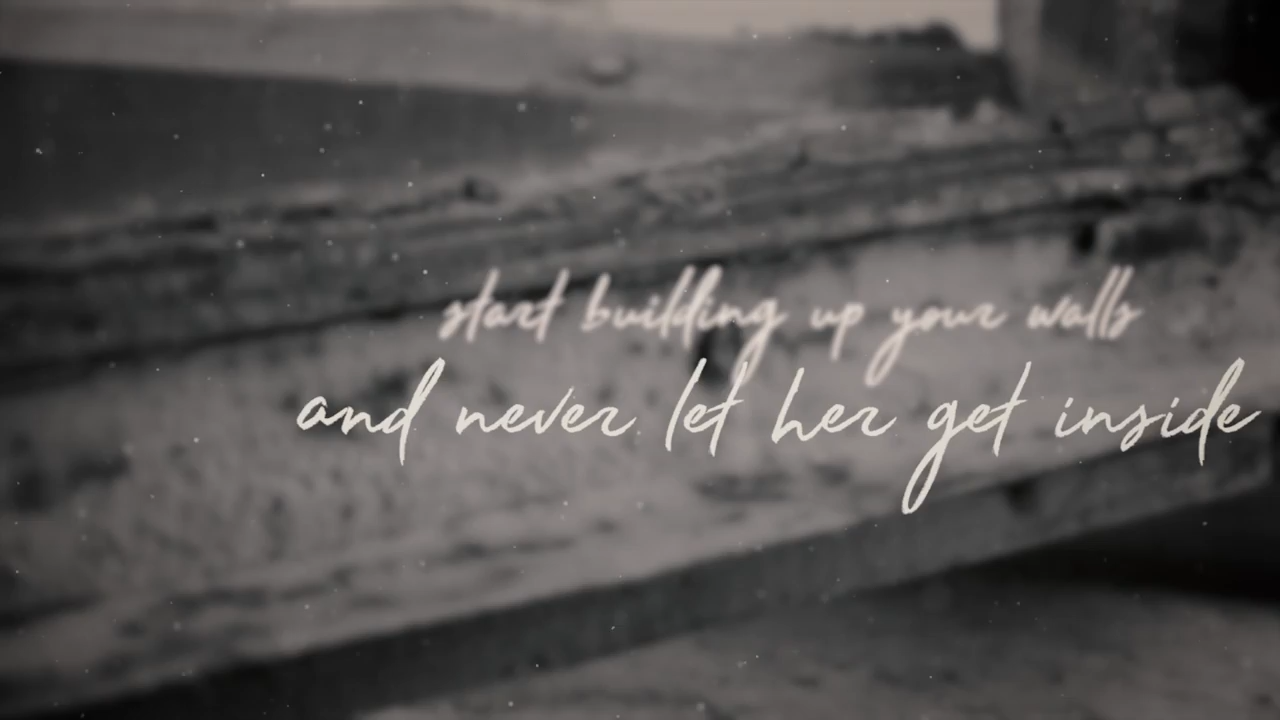 start building up your walls
and never let her get inside